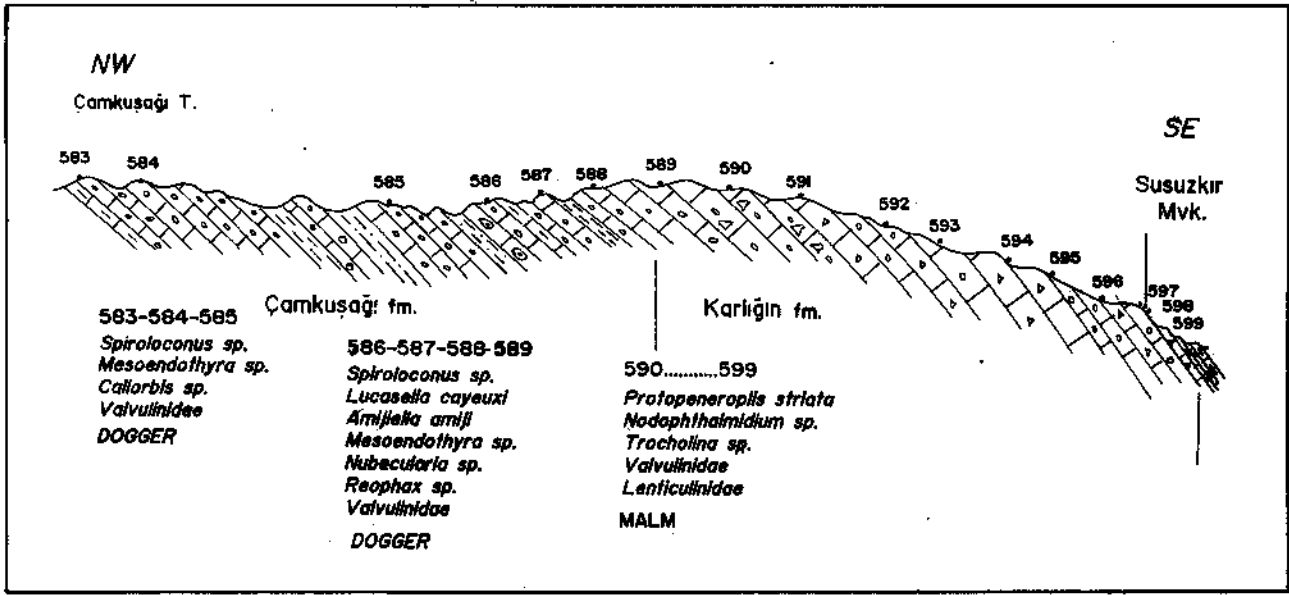 NW
Çamkuşağı T.
SE
Susuzkır
Mvk.
583
584
585
586
587
588
589
590
591
592
593
594
595
596
597
598
599
Çamkuşağı fm.
Karlığın fm.
583-584-585
Spiroloconus sp.
Mesoendothyra sp.
Callorbis sp.
Valvulinidae
DOGGER
586-587-588-589
Spiroloconus sp.
Lucasella cayeuxi
Amijiella amiji
Mesoendothyra sp.
Nubecularia sp.
Reophax sp.
Valvulinidae
DOGGER
590...........599
Protopeneroplis striata
Nodophthalmidium sp.
Trocholina sp.
Valvulinidae
Lenticulinidae
MALM